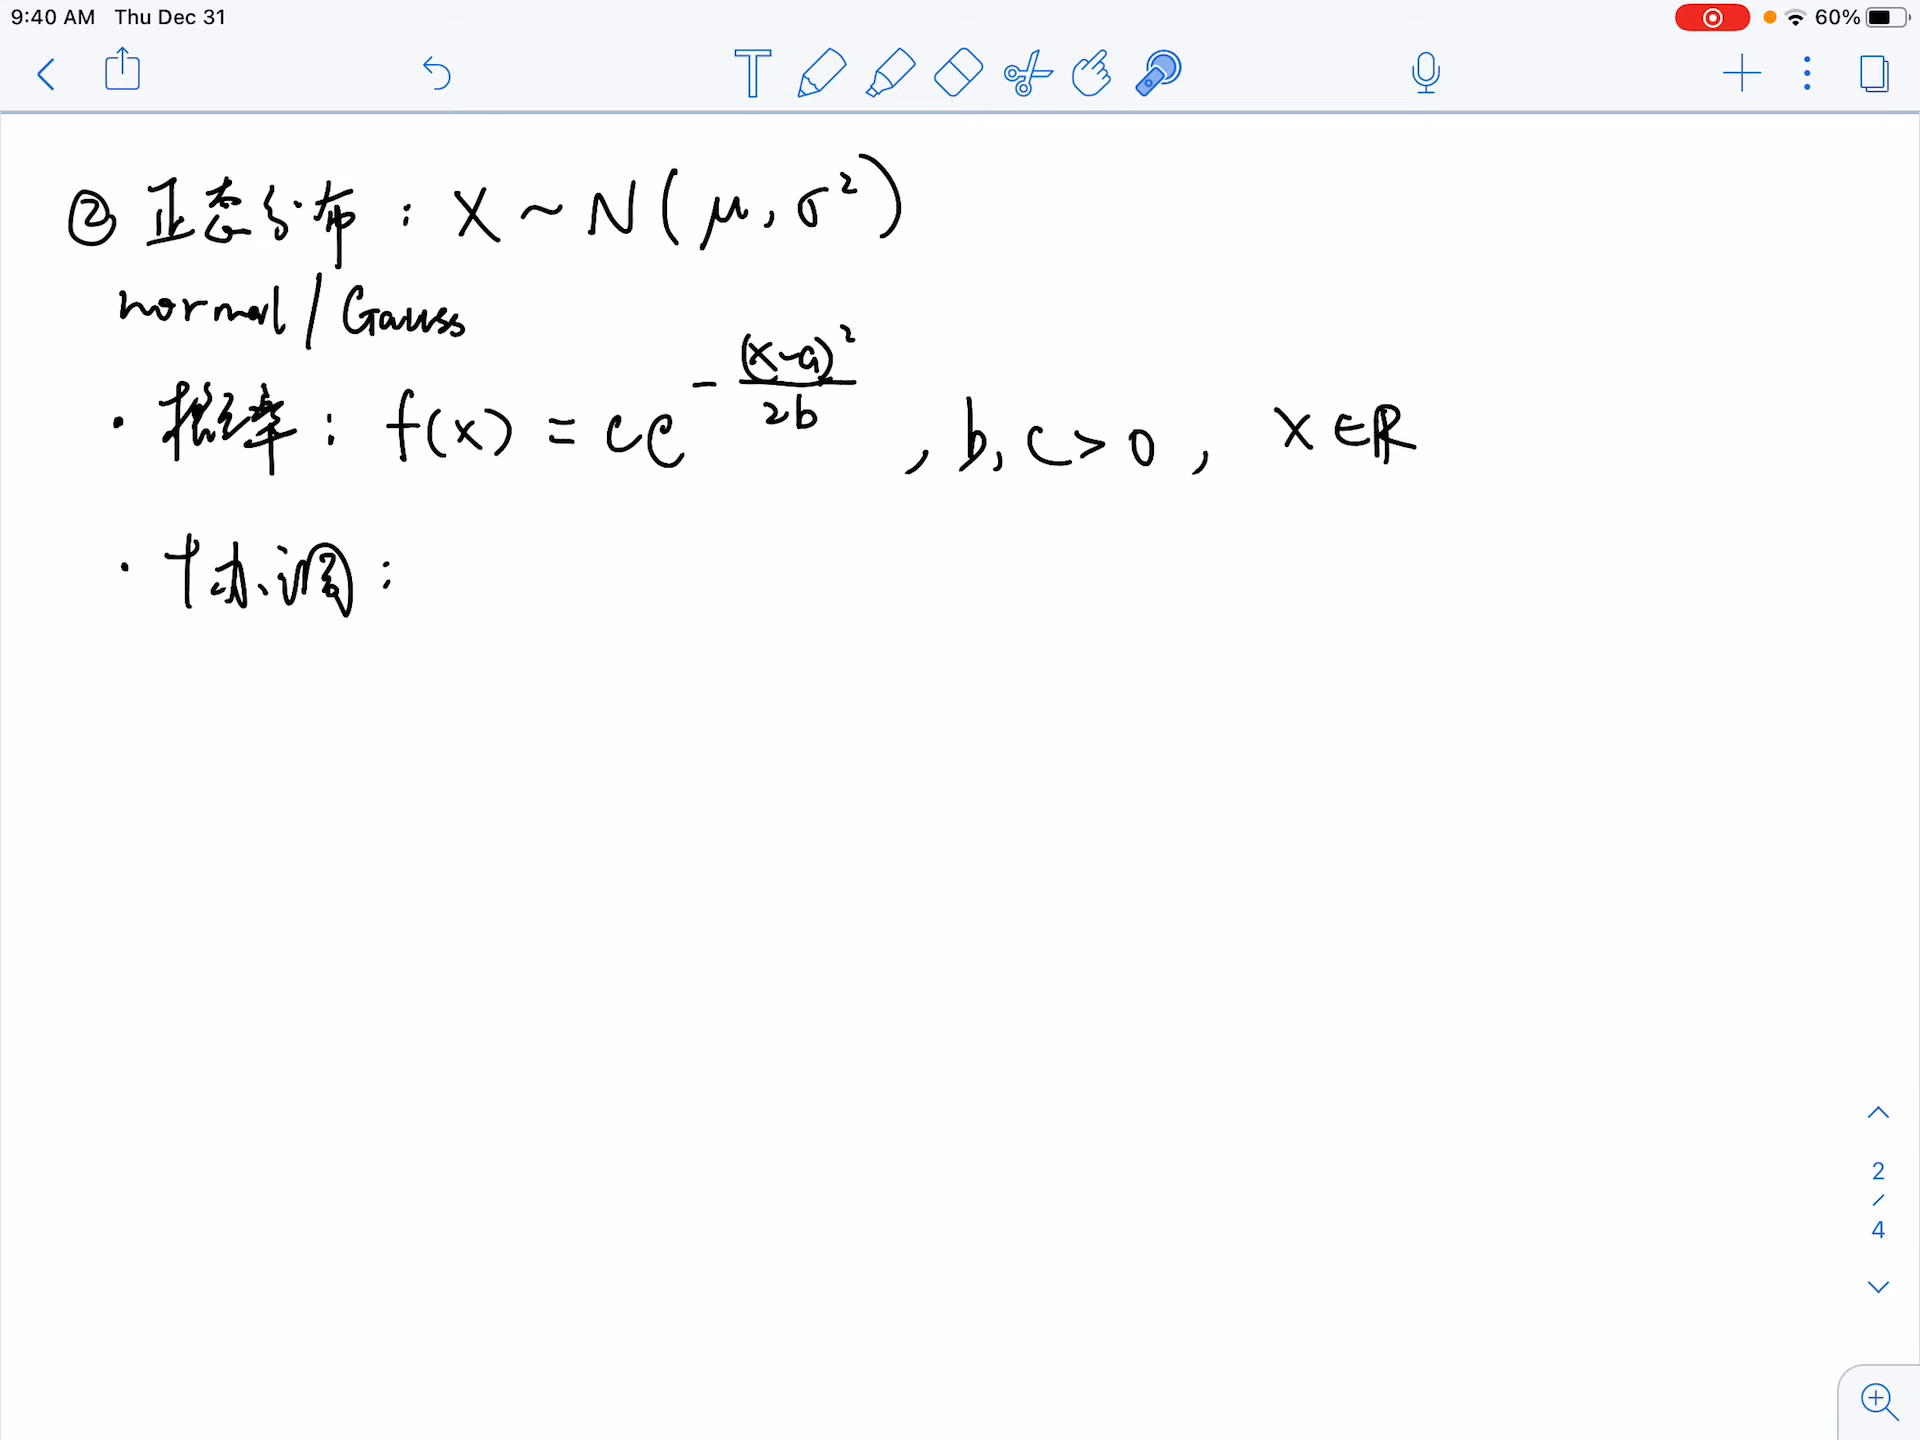 9:40 AM Thu Dec 31
60%
② 正态分布 : X ~ N(μ, σ²)
normal / Gauss
· 概率 : f(x) = ce^{-\frac{(x-a)^2}{2b}} , b, c > 0 , x ∈ ℝ
· 协调 :
2
/
4